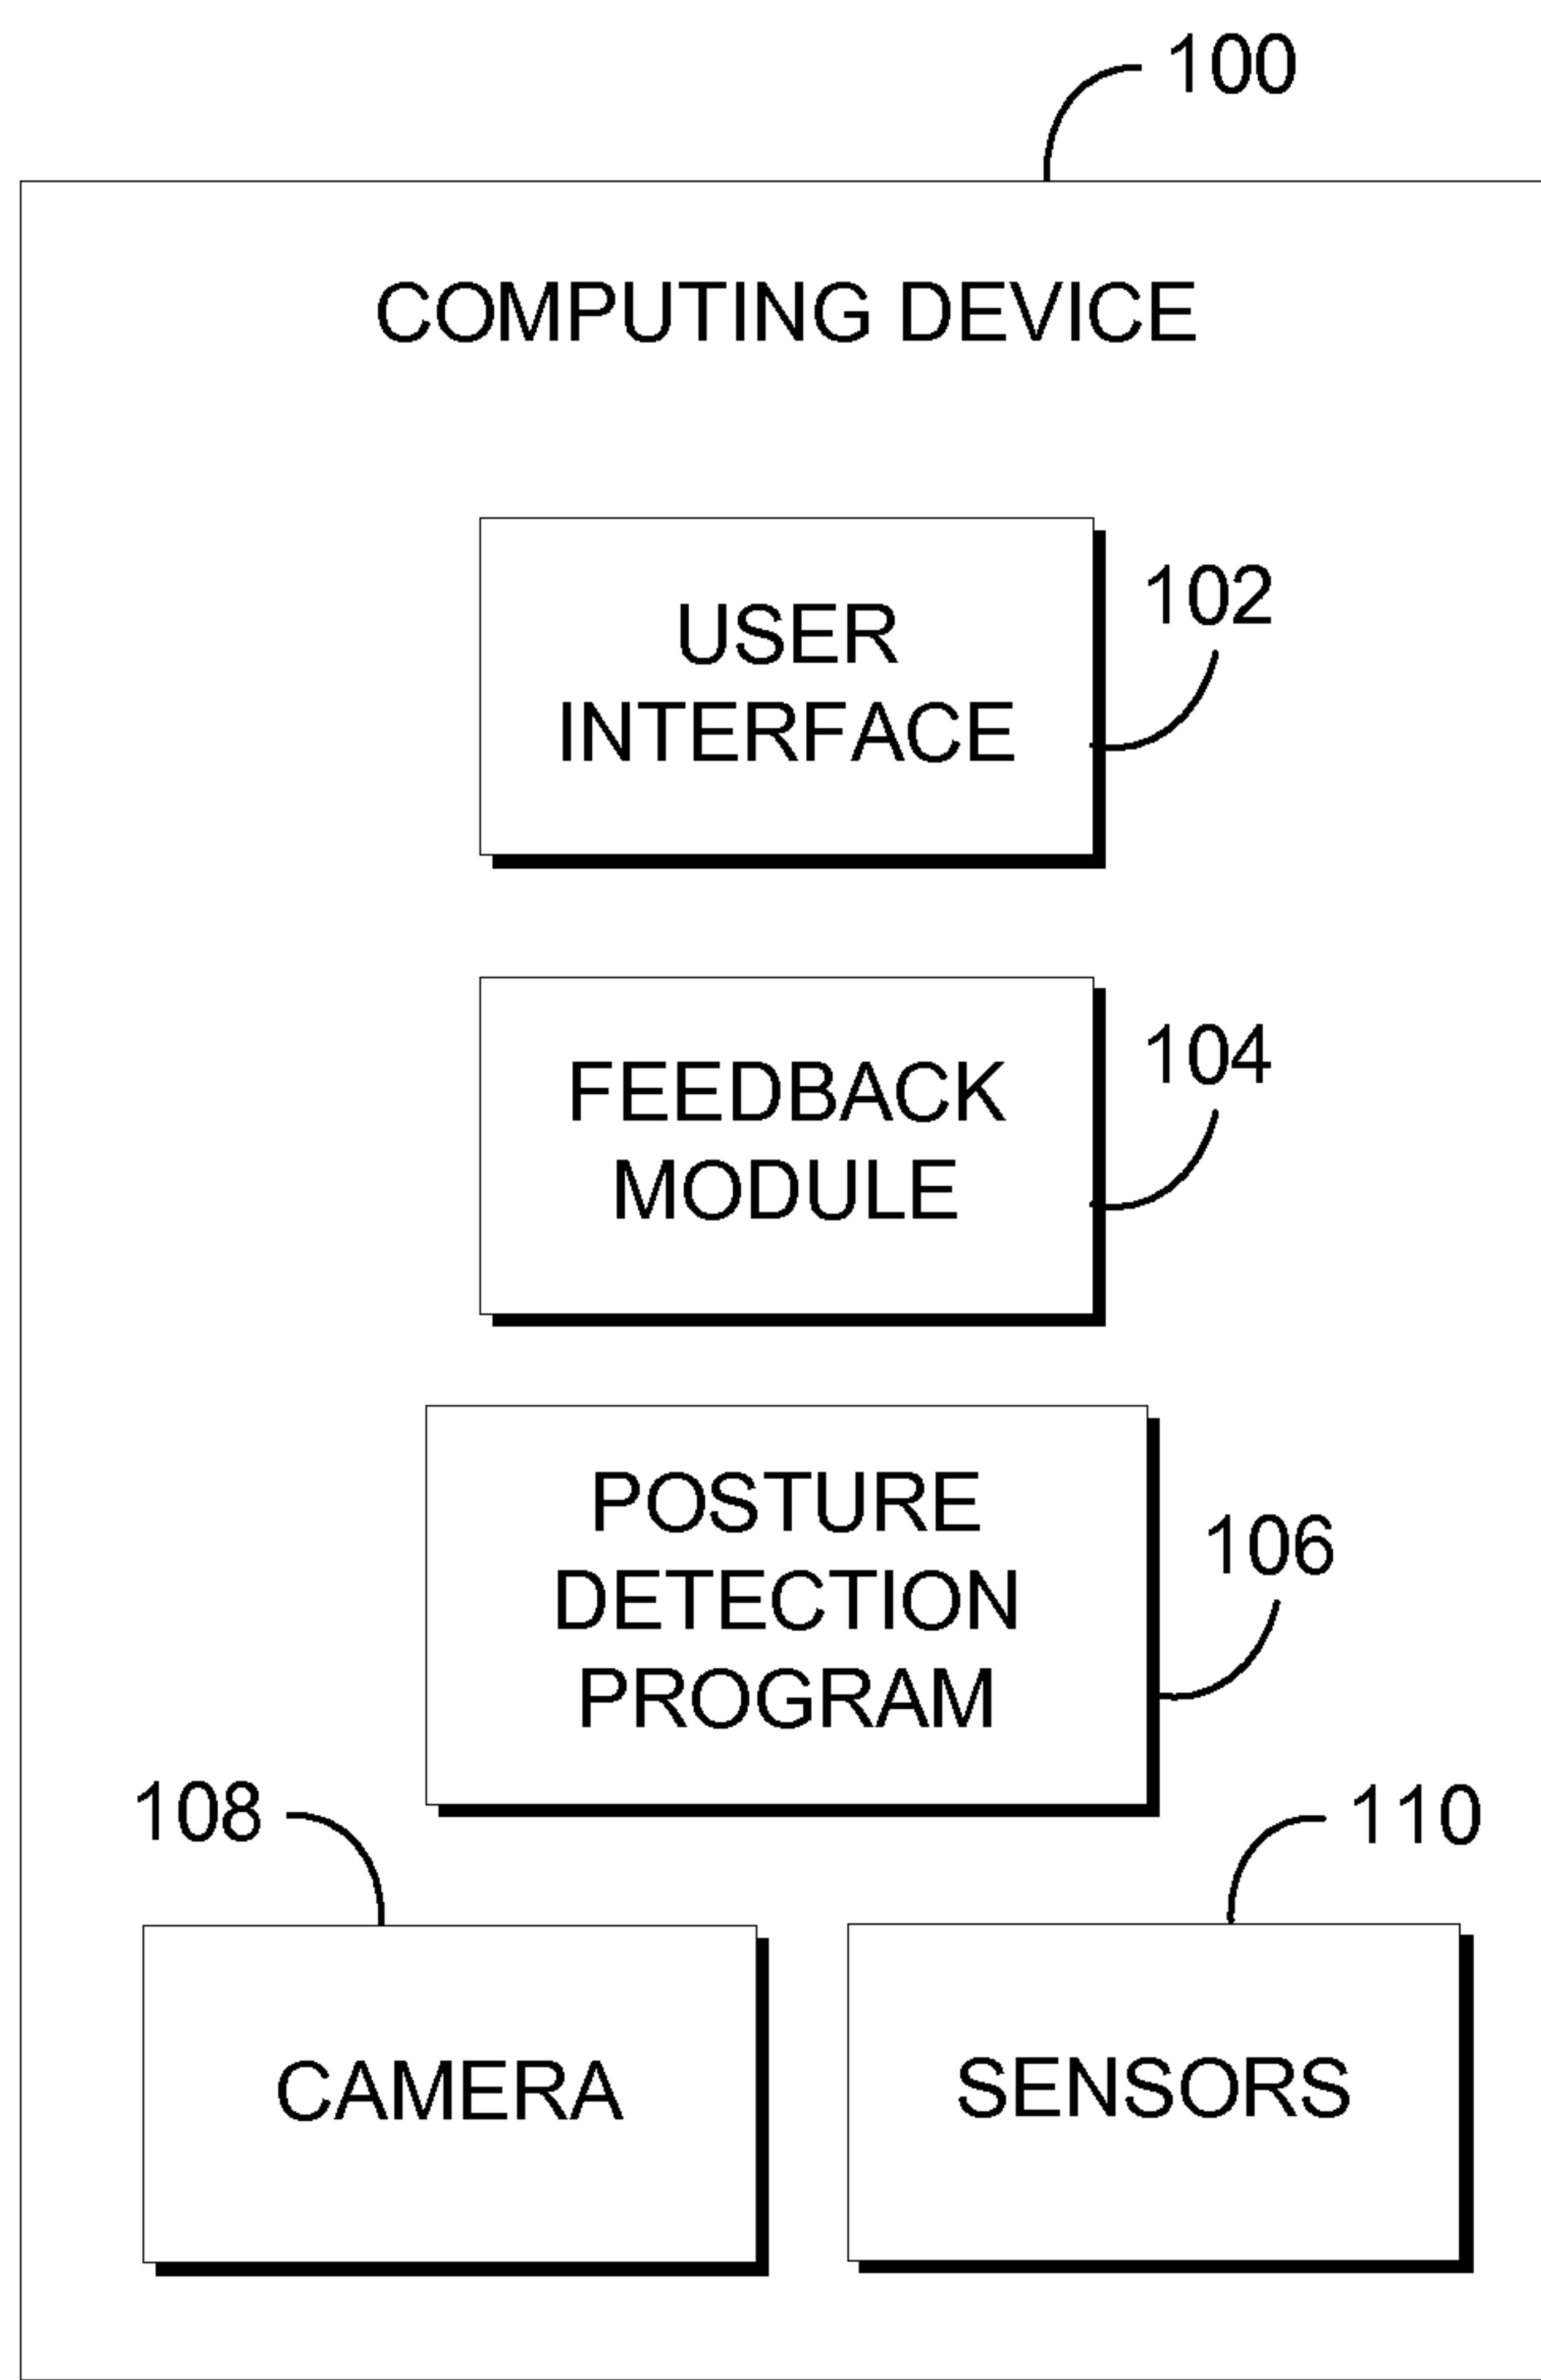 100
COMPUTING DEVICE
USER
INTERFACE
102
FEEDBACK
MODULE
104
POSTURE
DETECTION
PROGRAM
106
108
110
CAMERA
SENSORS